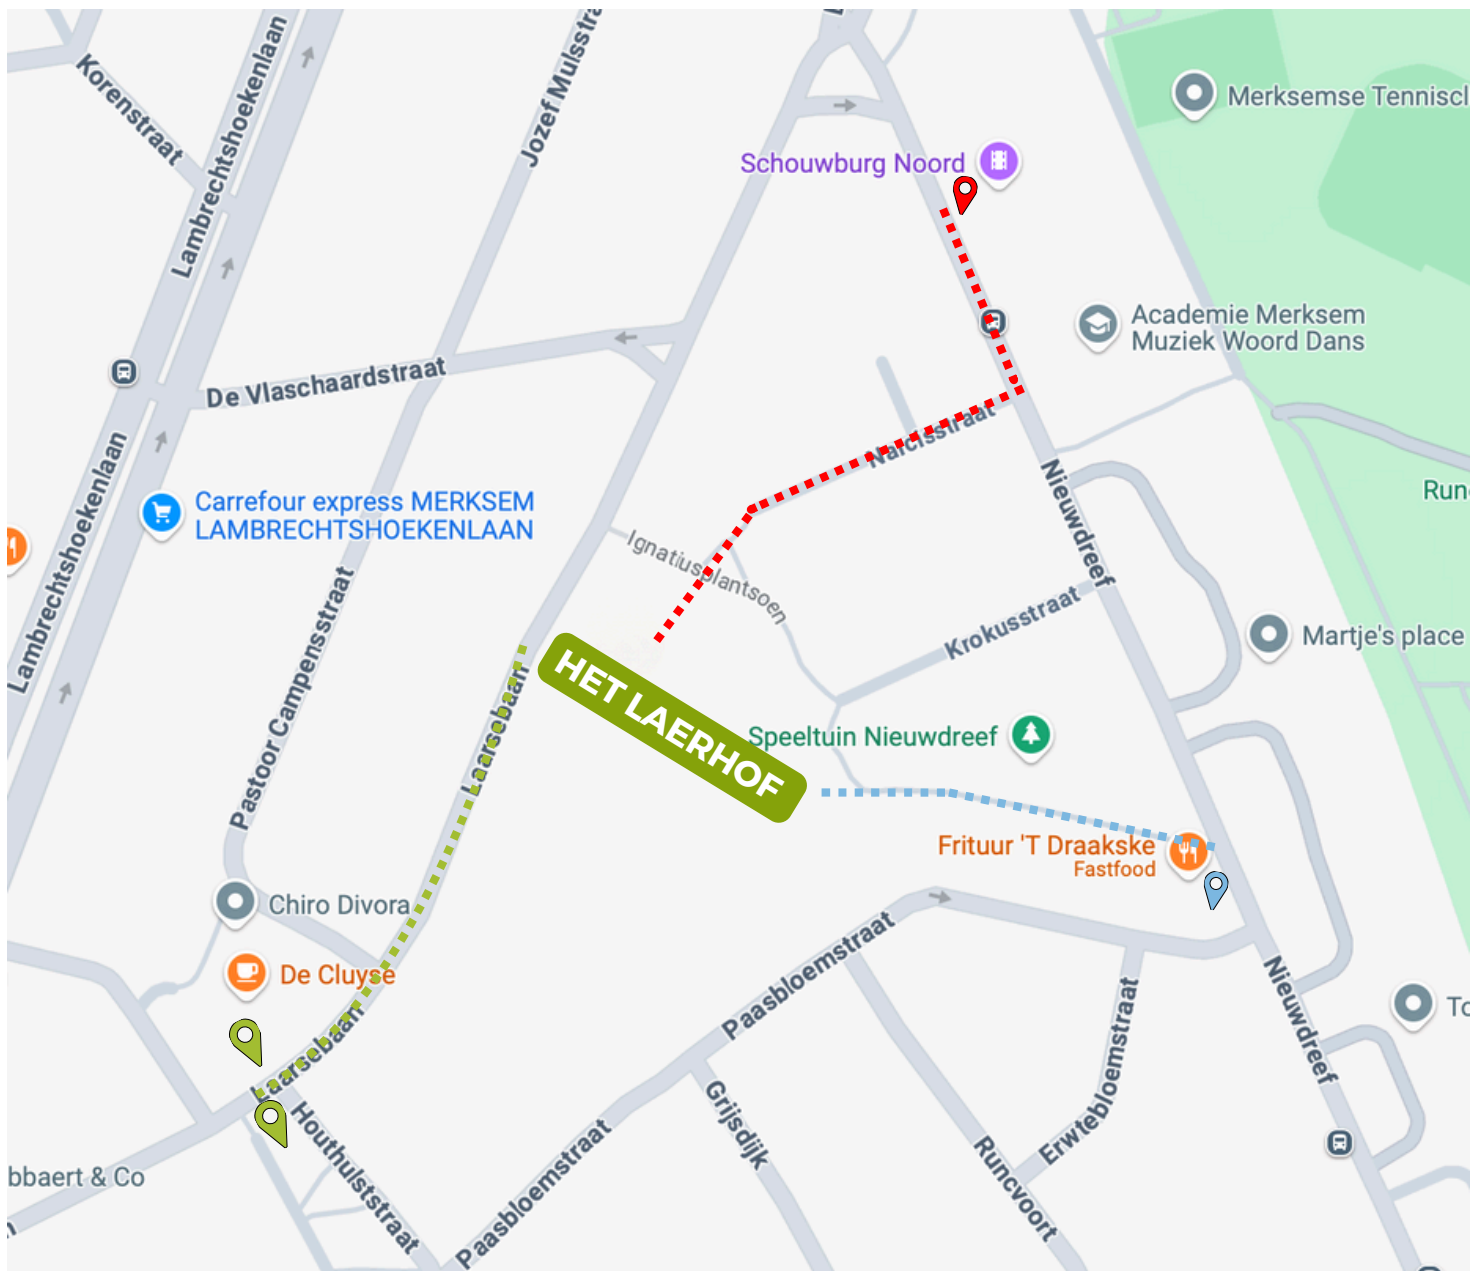 Lambrechtshoekenlaan
Korenstraat
Jozef Mulsstra
Merksemse Tenniscl
Schouwburg Noord
Lambrechtshoekenlaan
Academie Merksem
Muziek Woord Dans
De Vlaschaardstraat
Narcisstraat
Carrefour express MERKSEM
LAMBRECHTSHOEKENLAAN
Run
Nieuwdreef
Ignatiusplantsoen
Lambrechtshoekenlaan
Krokusstraat
Martje's place
Pastoor Campensstraat
HET LAERHOF
Laarsebaan
Speeltuin Nieuwdreef
Frituur 'T Draakske
Fastfood
Chiro Divora
De Cluyse
Paasbloemstraat
Nieuwdreef
To
Laarsebaan
Erwtebloemstraat
Grijsdijk
Houthulststraat
bbaert & Co
Paasbloemstraat
Runcvoort